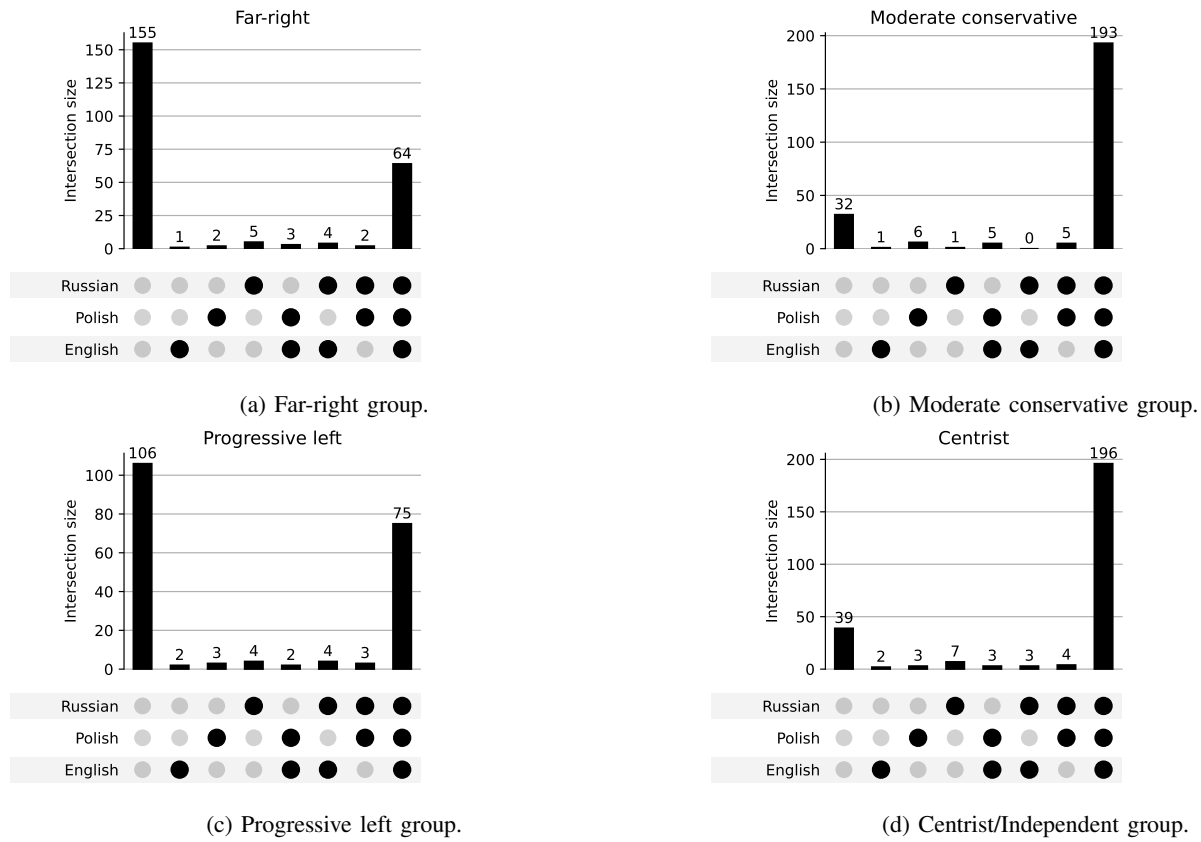 Far-right
155
150
125
100
75
50
25
0
Intersection size
1
2
5
3
4
2
64
Russian
Polish
English
(a) Far-right group.
Moderate conservative
193
200
150
100
50
0
Intersection size
32
1
6
1
5
0
5
Russian
Polish
English
(b) Moderate conservative group.
Progressive left
106
100
80
60
40
20
0
Intersection size
2
3
4
2
4
3
75
Russian
Polish
English
(c) Progressive left group.
Centrist
196
200
150
100
50
0
Intersection size
39
2
3
7
3
3
4
Russian
Polish
English
(d) Centrist/Independent group.